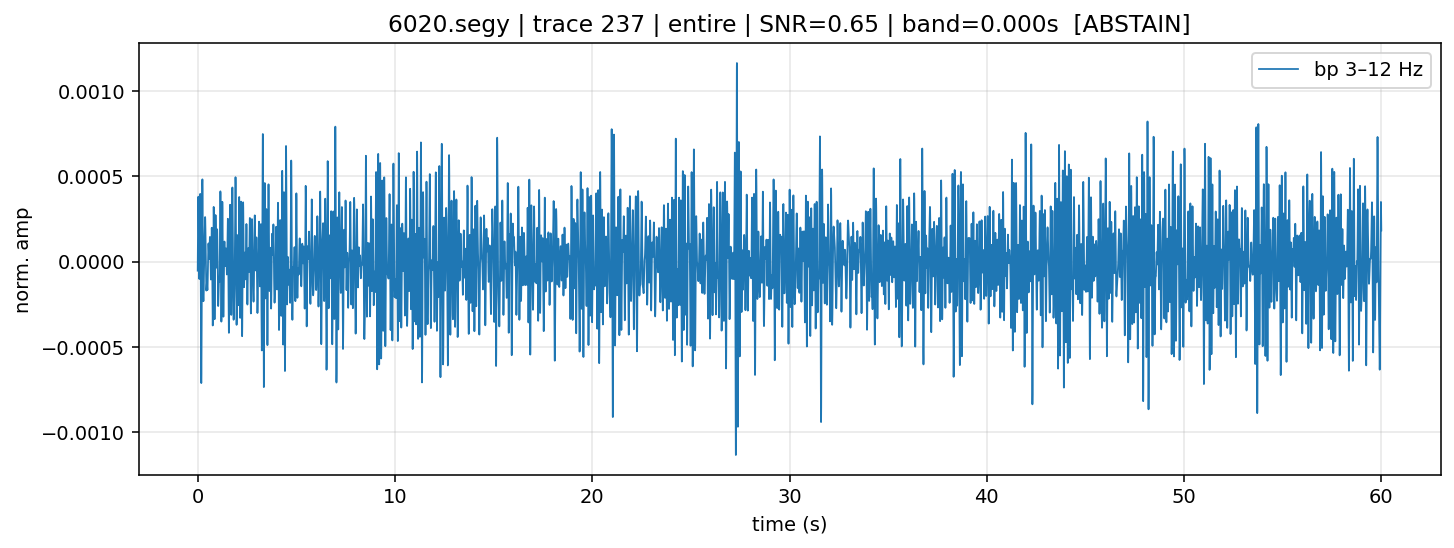 6020.segy | trace 237 | entire | SNR=0.65 | band=0.000s  [ABSTAIN]
bp 3–12 Hz
norm. amp
0.0010
0.0005
0.0000
−0.0005
−0.0010
0 10 20 30 40 50 60
time (s)